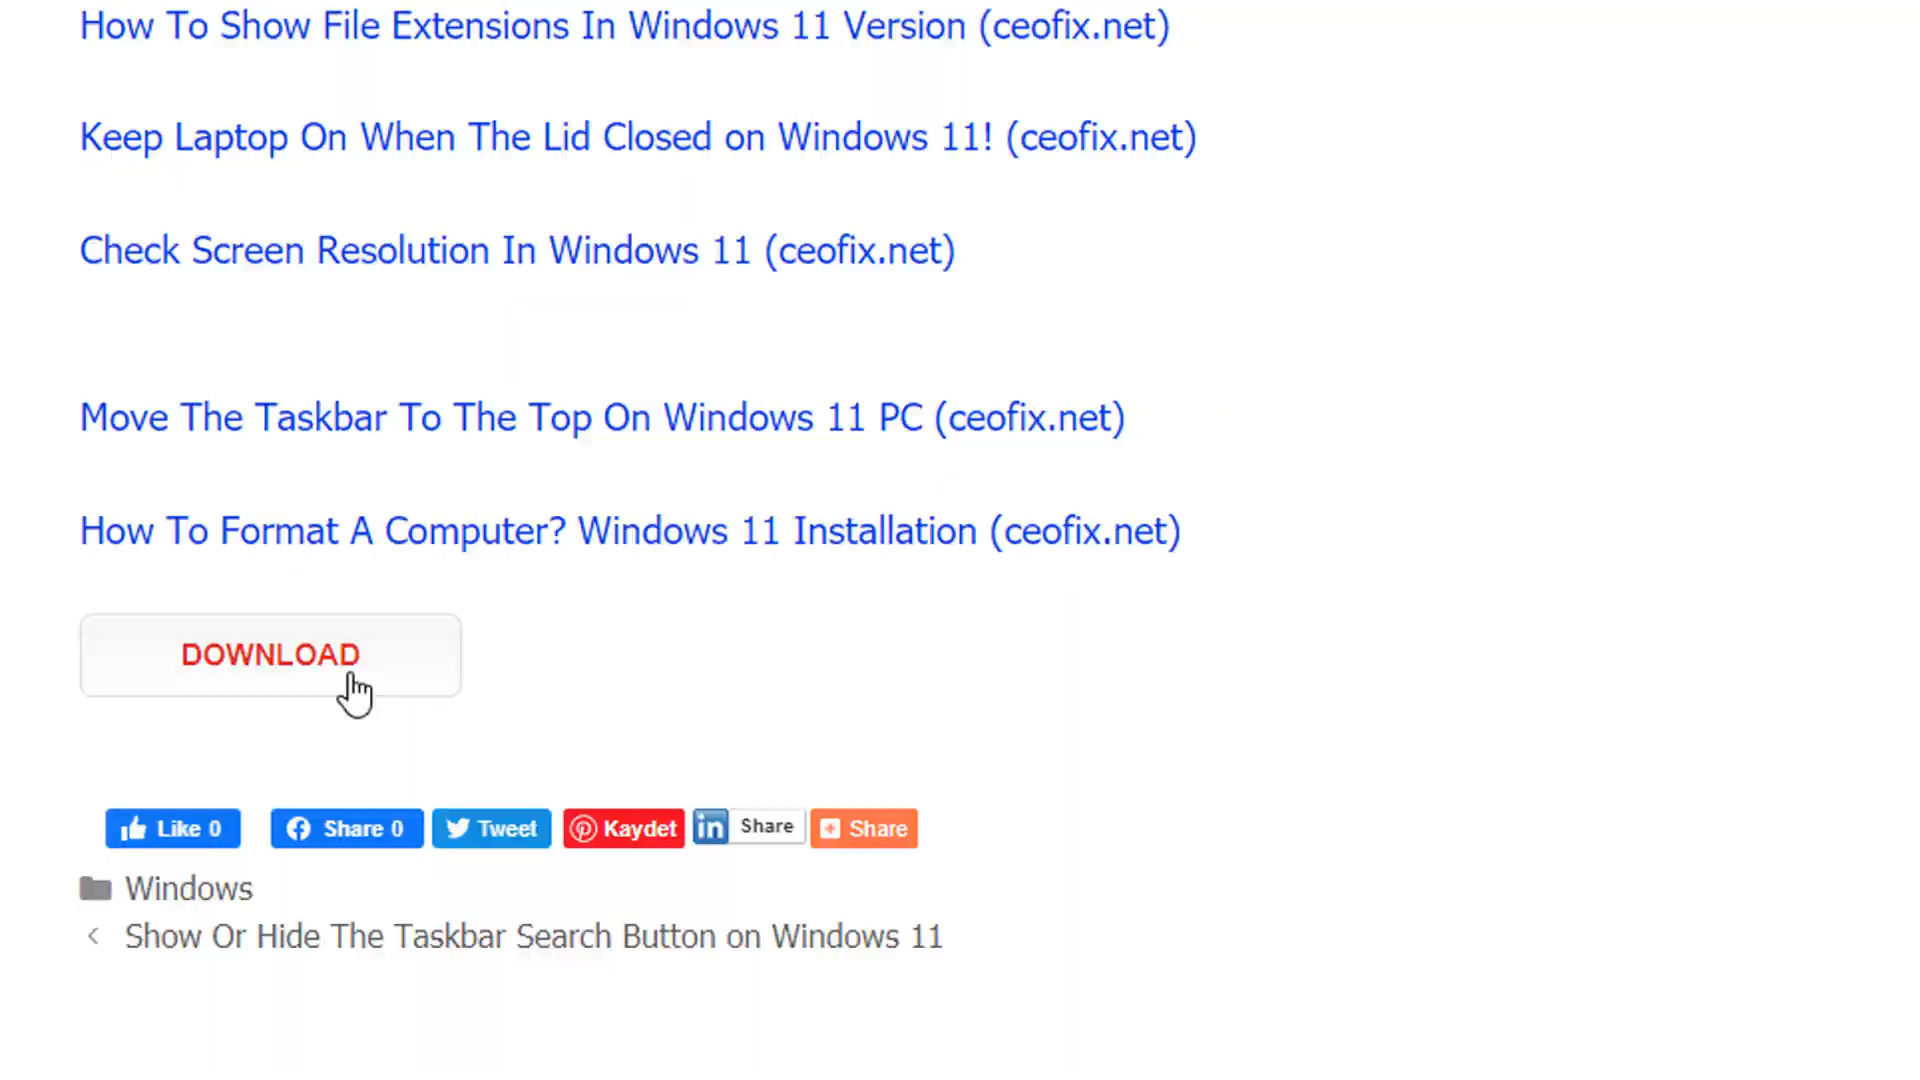 How To Show File Extensions In Windows 11 Version (ceofix.net)
Keep Laptop On When The Lid Closed on Windows 11! (ceofix.net)
Check Screen Resolution In Windows 11 (ceofix.net)
Move The Taskbar To The Top On Windows 11 PC (ceofix.net)
How To Format A Computer? Windows 11 Installation (ceofix.net)
DOWNLOAD
Like 0 Share 0 Tweet Kaydet in Share Share
Windows
Show Or Hide The Taskbar Search Button on Windows 11